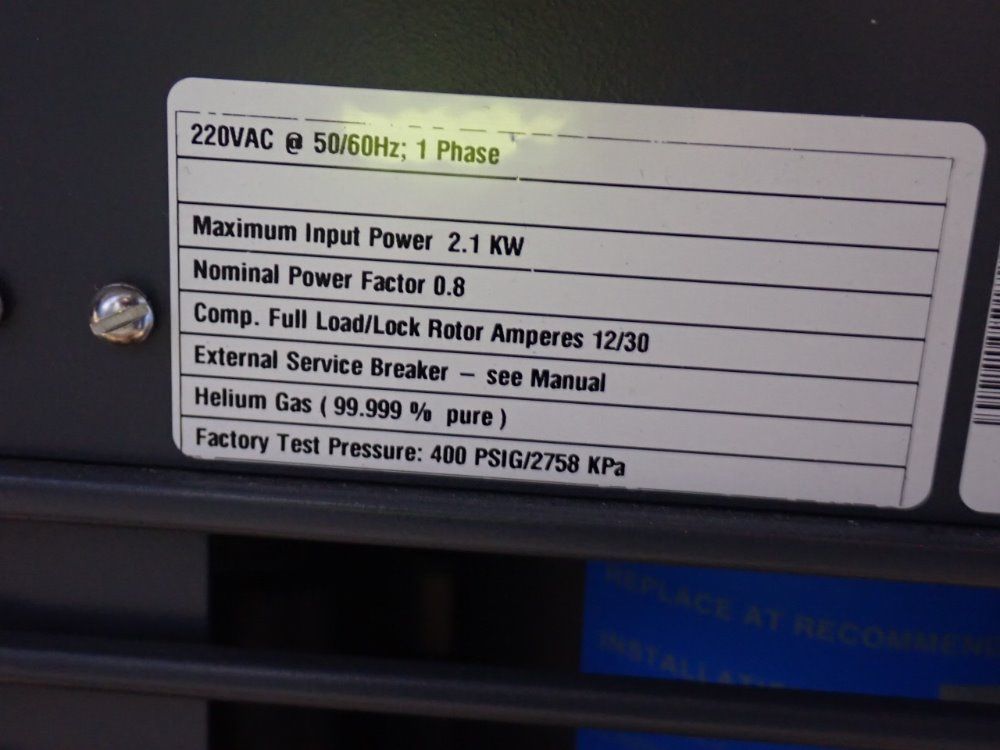 220VAC @ 50/60Hz; 1 Phase
Maximum Input Power 2.1 KW
Nominal Power Factor 0.8
Comp. Full Load/Lock Rotor Amperes 12/30
External Service Breaker – see Manual
Helium Gas ( 99.999 % pure )
Factory Test Pressure: 400 PSIG/2758 KPa
REPLACE AT